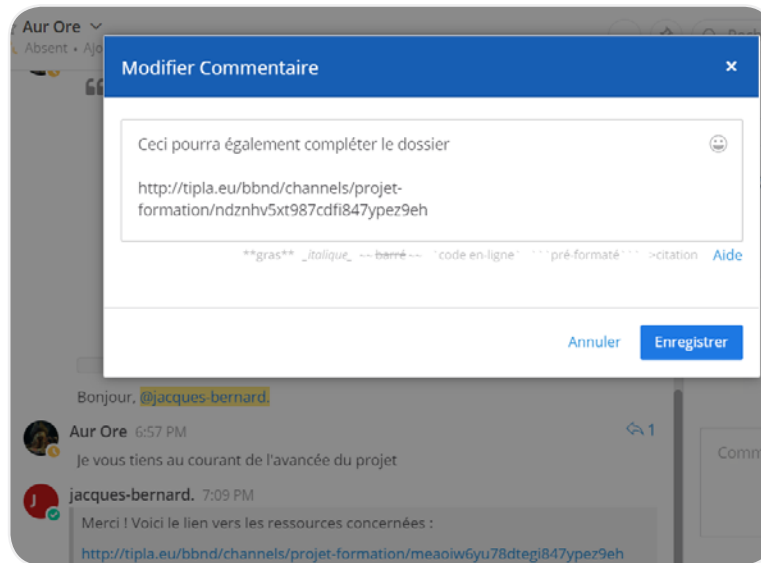 Aur Ore
Absent • Ajo
Modifier Commentaire
Ceci pourra également compléter le dossier
http://tipla.eu/bbnd/channels/projet-
formation/ndznhv5xt987cdfi847ypez9eh
**gras** _italique_ ~~barré~~ `code en-ligne` ```pré-formaté``` >citation Aide
Annuler Enregistrer
Bonjour, @jacques-bernard.
Aur Ore 6:57 PM
1
Je vous tiens au courant de l'avancée du projet
Comm
jacques-bernard. 7:09 PM
J
Merci ! Voici le lien vers les ressources concernées :
http://tipla.eu/bbnd/channels/projet-formation/meaoiw6yu78dtegi847ypez9eh